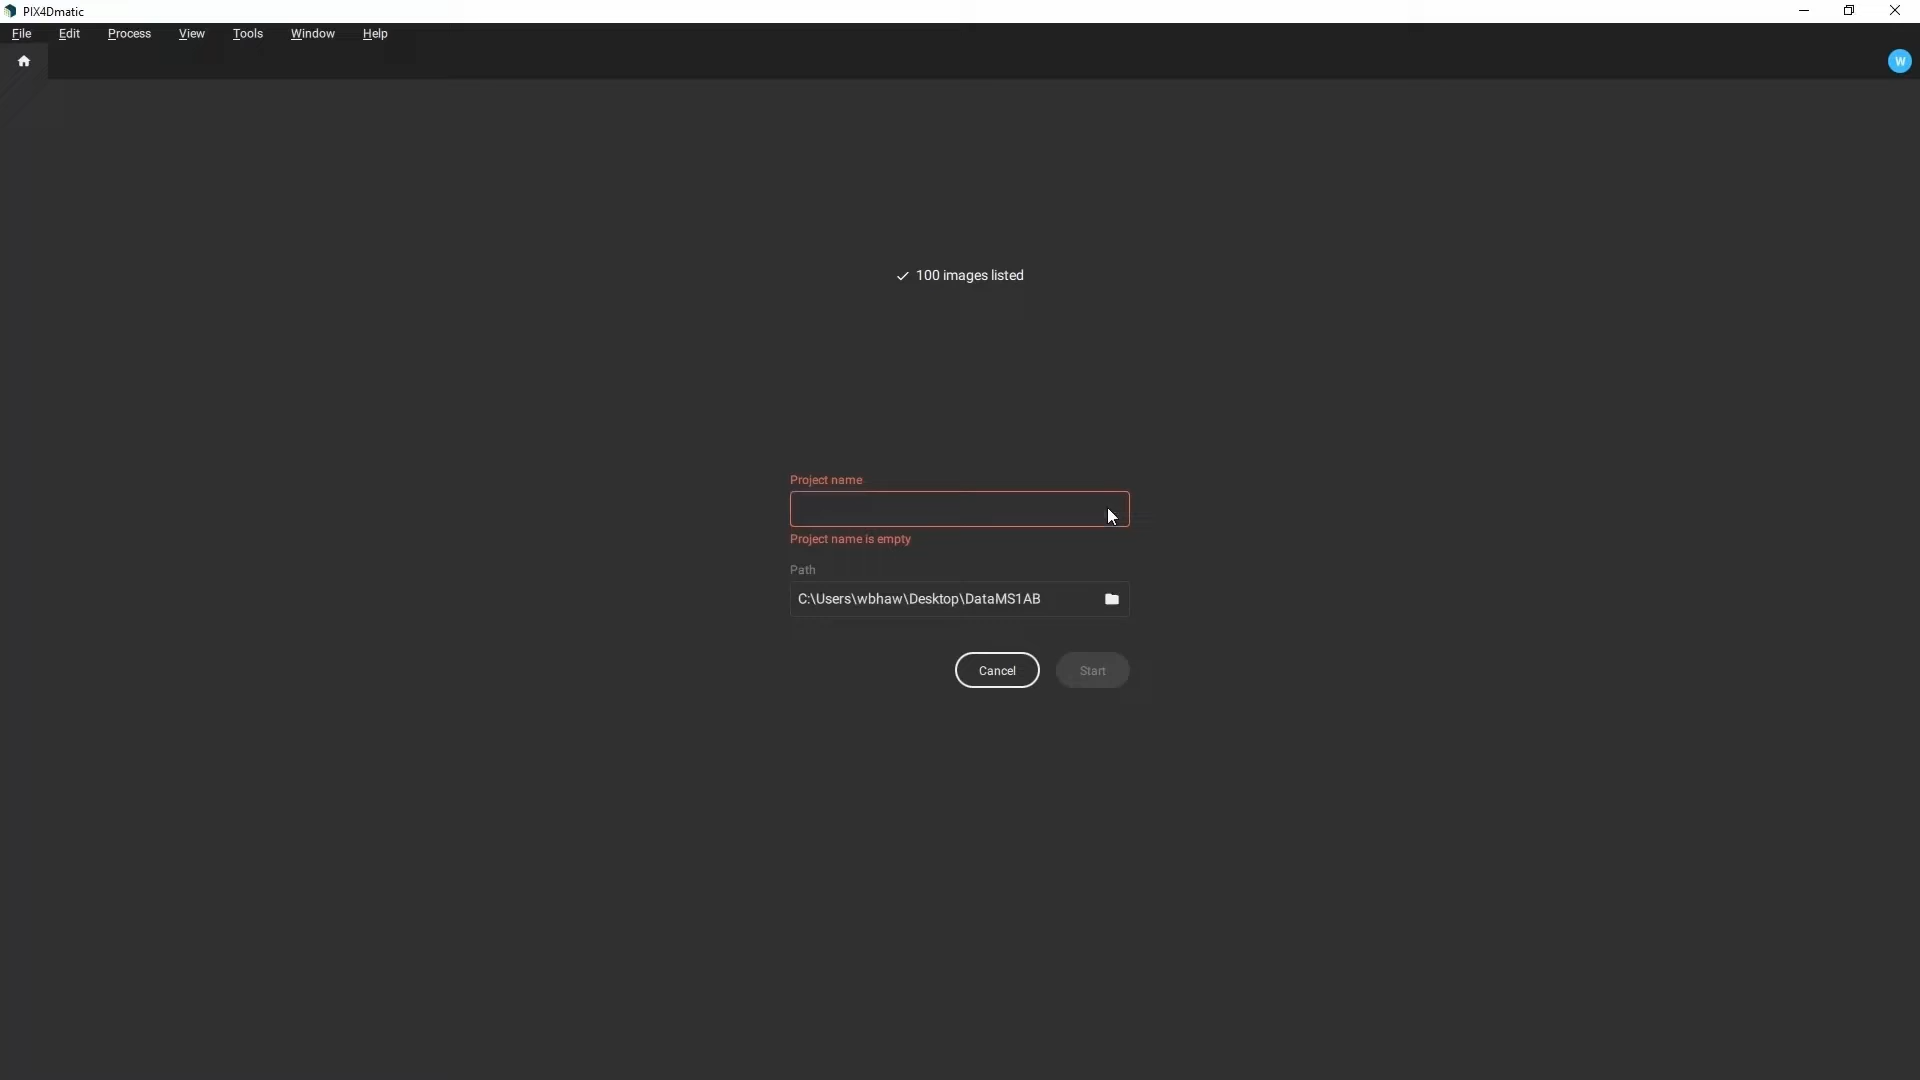 PIX4Dmatic
File Edit Process View Tools Window Help
W
100 images listed
Project name
Project name is empty
Path
C:\Users\wbhaw\Desktop\DataMS1AB
Cancel Start